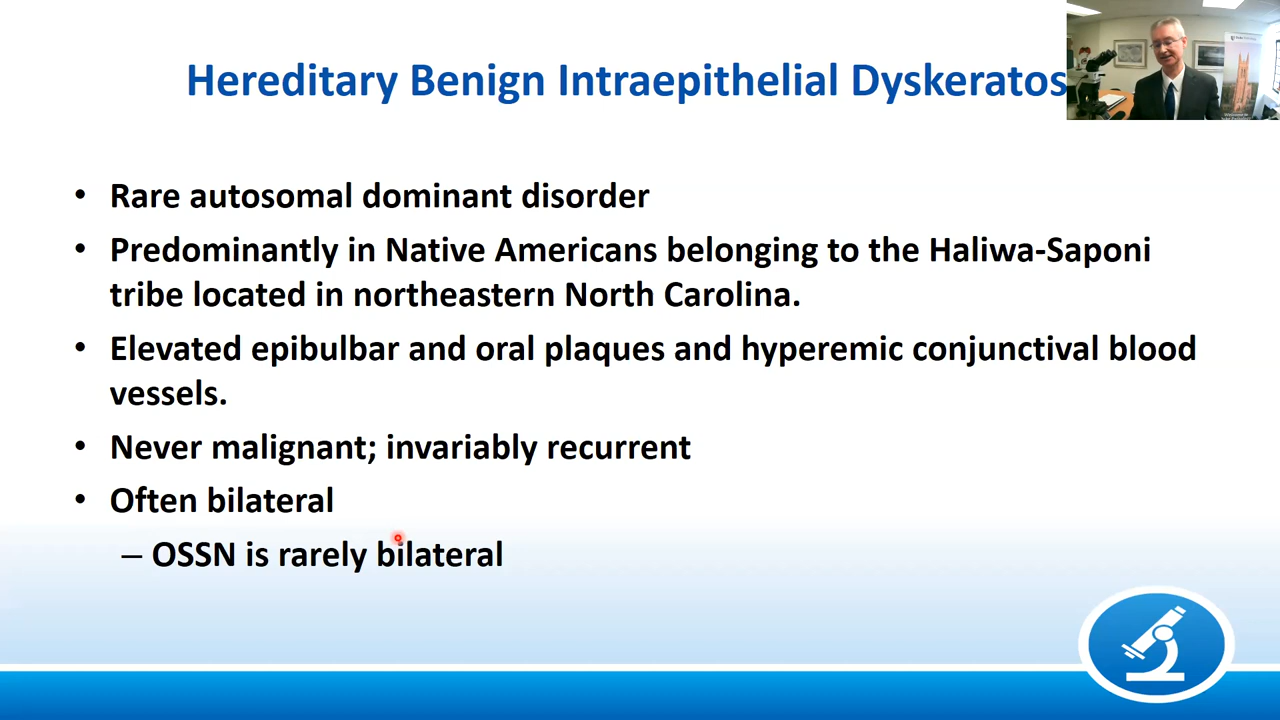 Hereditary Benign Intraepithelial Dyskeratos
• Rare autosomal dominant disorder
• Predominantly in Native Americans belonging to the Haliwa-Saponi
tribe located in northeastern North Carolina.
• Elevated epibulbar and oral plaques and hyperemic conjunctival blood
vessels.
• Never malignant; invariably recurrent
• Often bilateral
– OSSN is rarely bilateral